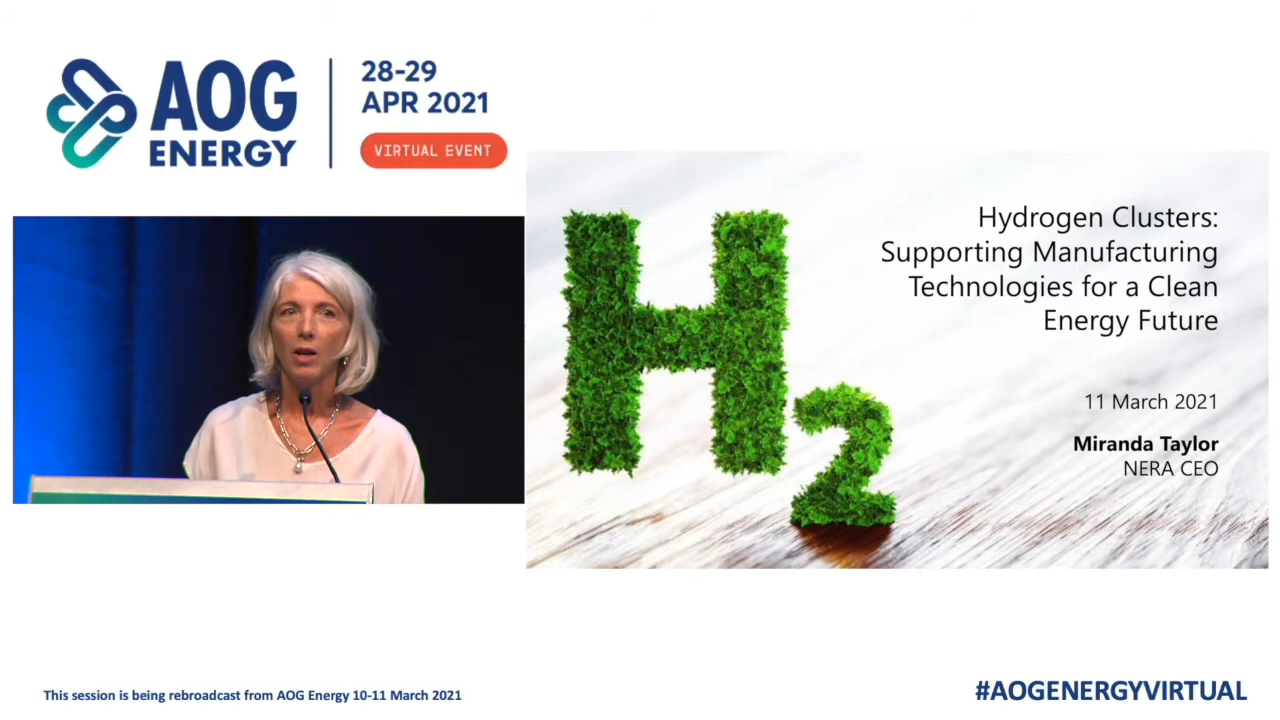 AOG
ENERGY
28-29
APR 2021
VIRTUAL EVENT
H2
Hydrogen Clusters:
Supporting Manufacturing
Technologies for a Clean
Energy Future
11 March 2021
Miranda Taylor
NERA CEO
This session is being rebroadcast from AOG Energy 10-11 March 2021
#AOGENERGYVIRTUAL